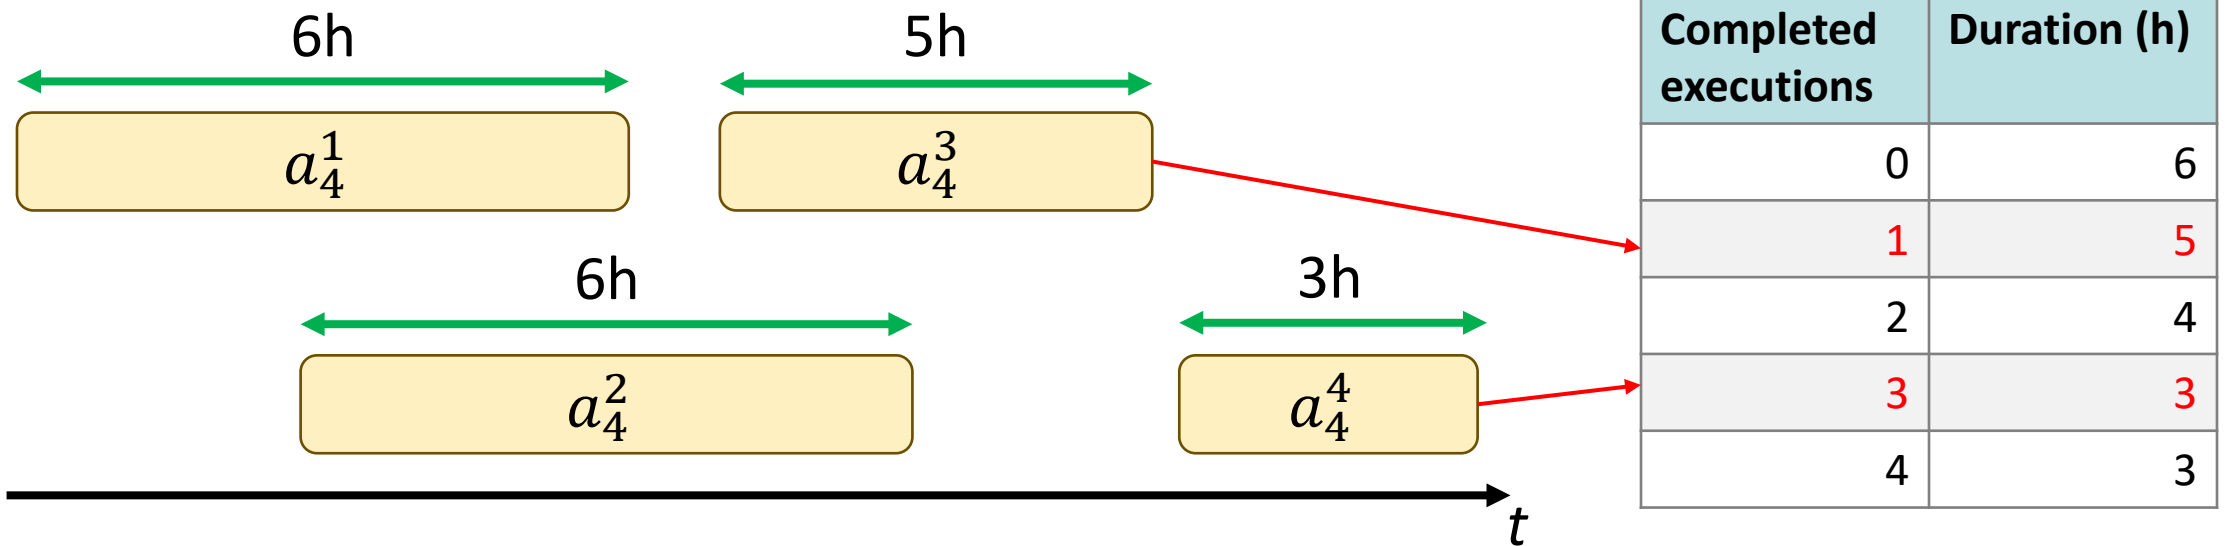 6h 5h
a_4^1 a_4^3
6h 3h
a_4^2 a_4^4
t
Completed executions Duration (h)
0 6
1 5
2 4
3 3
4 3